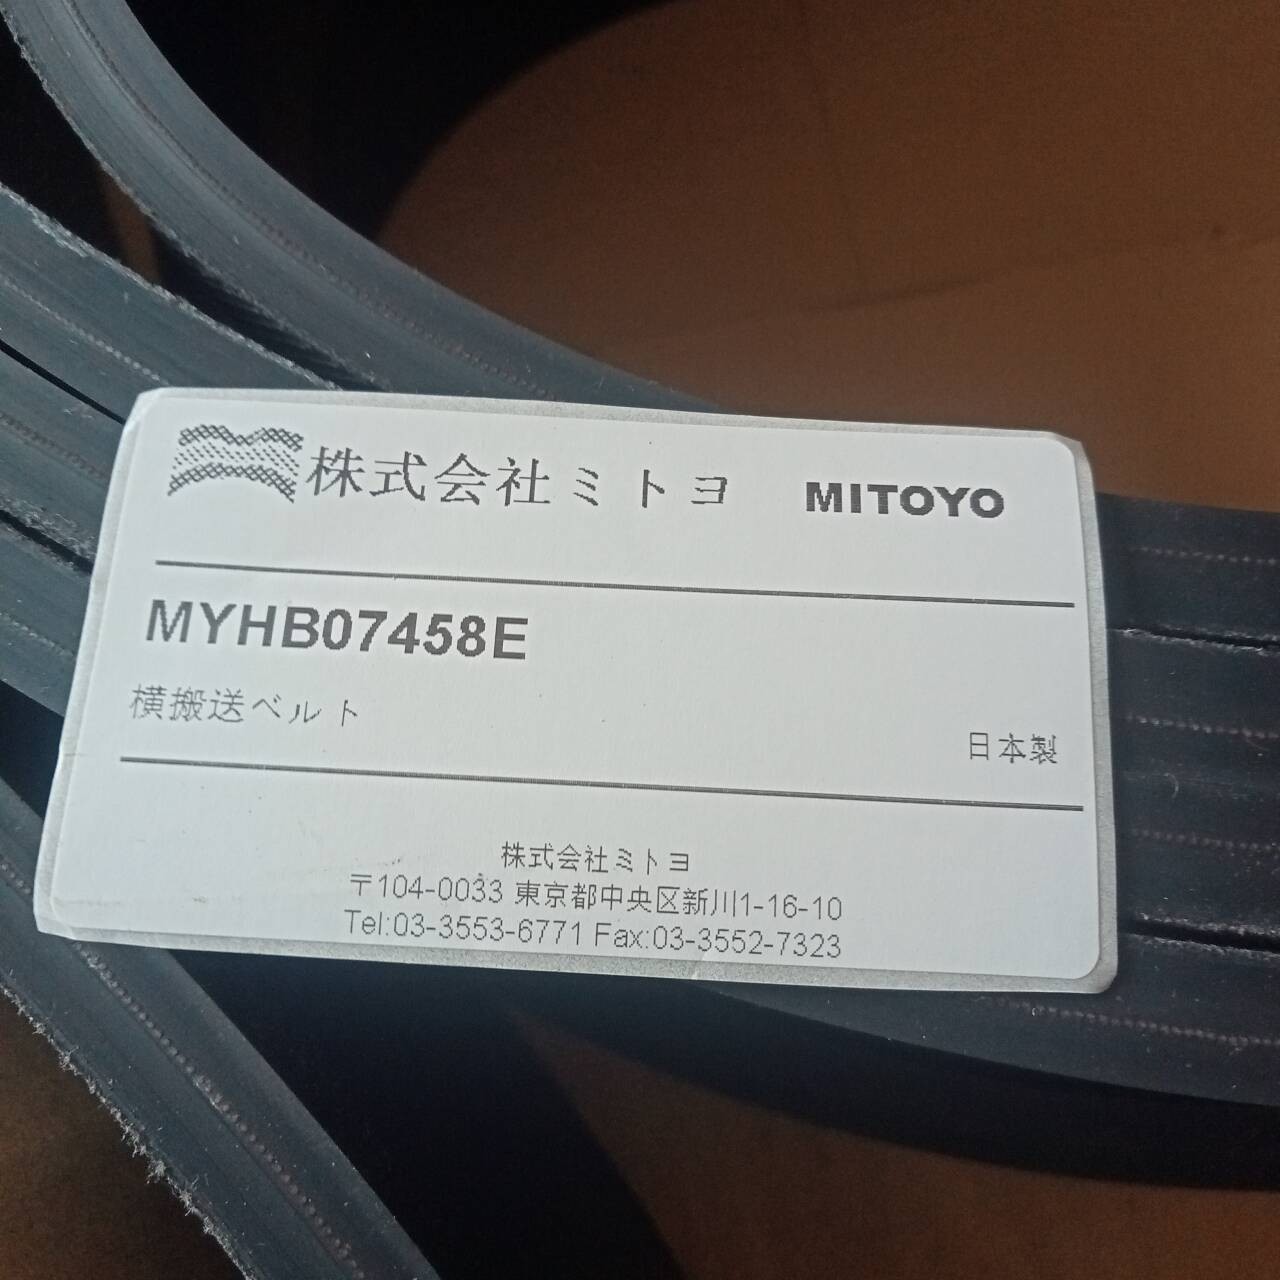 株式会社ミトヨ MITOYO
MYHB07458E
横搬送ベルト
日本製
株式会社ミトヨ
〒104-0033 東京都中央区新川1-16-10
Tel:03-3553-6771 Fax:03-3552-7323